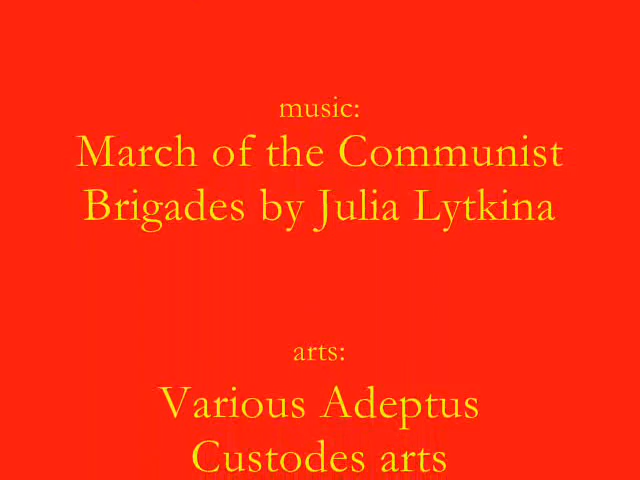 music:
March of the Communist
Brigades by Julia Lytkina
arts:
Various Adeptus
Custodes arts